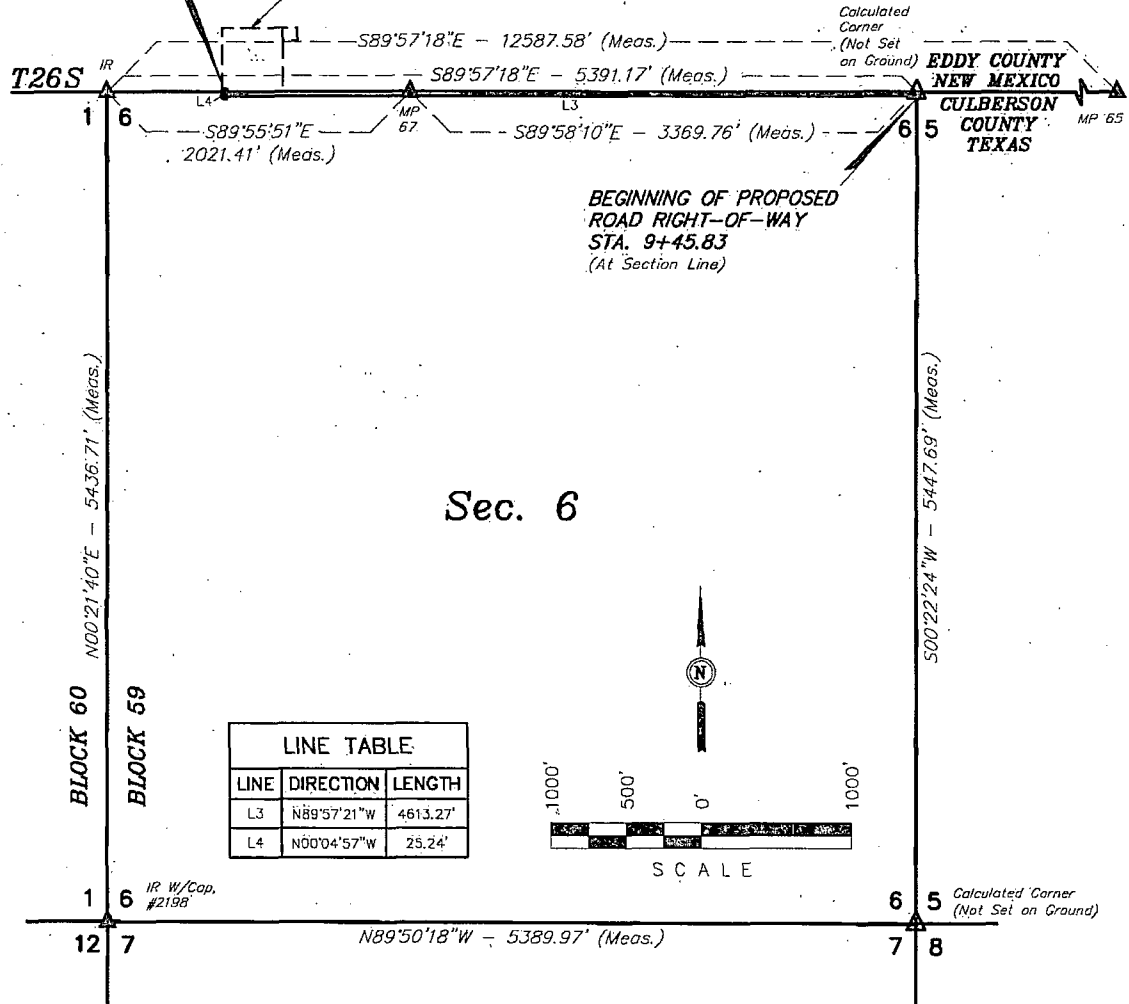 Calculated
Corner
(Not Set
on Ground)
S89°57'18"E - 12587.58' (Meas.)
EDDY COUNTY
NEW MEXICO
T26S
IR
S89°57'18"E - 5391.17' (Meas.)
L4
L3
CULBERSON
COUNTY
TEXAS
MP 65
1 6
S89°55'51"E
2021.41' (Meas.)
MP
67
S89°58'10"E - 3369.76' (Meas.)
6 5
BEGINNING OF PROPOSED
ROAD RIGHT-OF-WAY
STA. 9+45.83
(At Section Line)
N00°21'40"E - 5436.71' (Meas.)
S00°22'24"W - 5447.69' (Meas.)
Sec. 6
N
BLOCK 60
BLOCK 59
LINE TABLE
LINE DIRECTION LENGTH
L3 N89°57'21"W 4613.27'
L4 N00°04'57"W 25.24'
1000' 500' 0' 1000'
SCALE
1 6
IR W/Cap,
#2198
6 5
Calculated Corner
(Not Set on Ground)
12 7
N89°50'18"W - 5389.97' (Meas.)
7 8